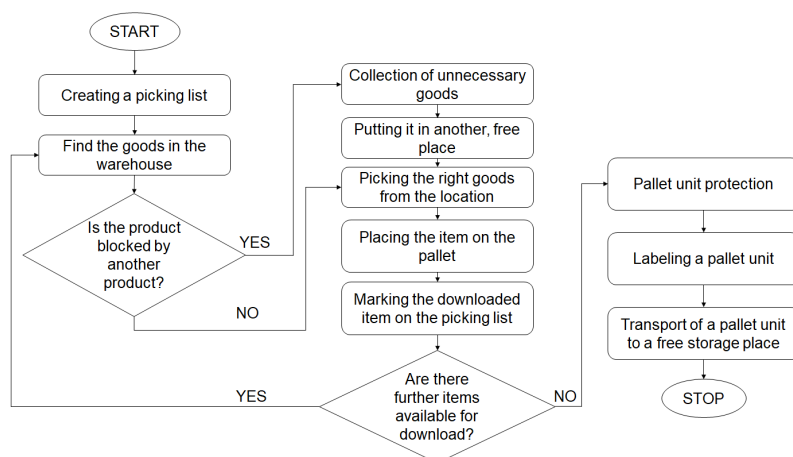 START
Creating a picking list
Find the goods in the
warehouse
Is the product
blocked by
another
product?
YES
NO
Collection of unnecessary
goods
Putting it in another, free
place
Picking the right goods
from the location
Placing the item on the
pallet
Marking the downloaded
item on the picking list
Are there
further items
available for
download?
YES
NO
Pallet unit protection
Labeling a pallet unit
Transport of a pallet unit
to a free storage place
STOP